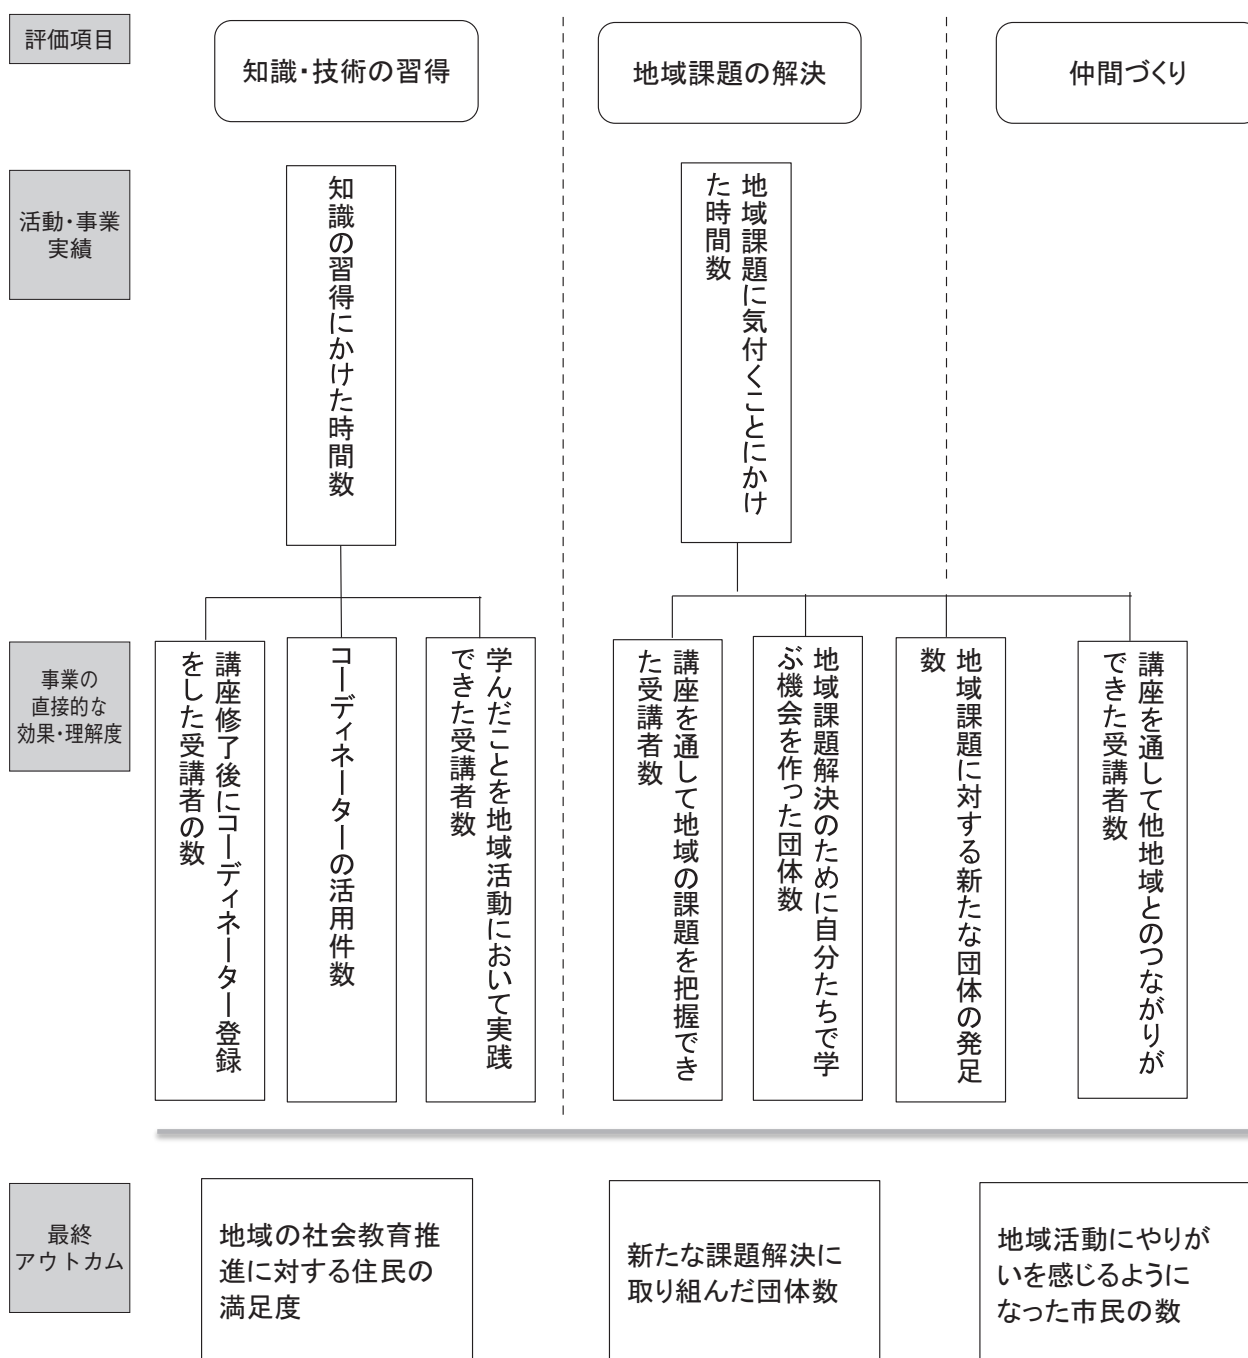 評価項目
知識・技術の習得
地域課題の解決
仲間づくり
活動・事業
実績
知識の習得にかけた時間数
地域課題に気付くことにかけ
た時間数
事業の
直接的な
効果・理解度
講座修了後にコーディネーター登録
をした受講者の数
コーディネーターの活用件数
学んだことを地域活動において実践
できた受講者数
講座を通して地域の課題を把握でき
た受講者数
地域課題解決のために自分たちで学
ぶ機会を作った団体数
地域課題に対する新たな団体の発足
数
講座を通して他地域とのつながりが
できた受講者数
最終
アウトカム
地域の社会教育推
進に対する住民の
満足度
新たな課題解決に
取り組んだ団体数
地域活動にやりが
いを感じるように
なった市民の数